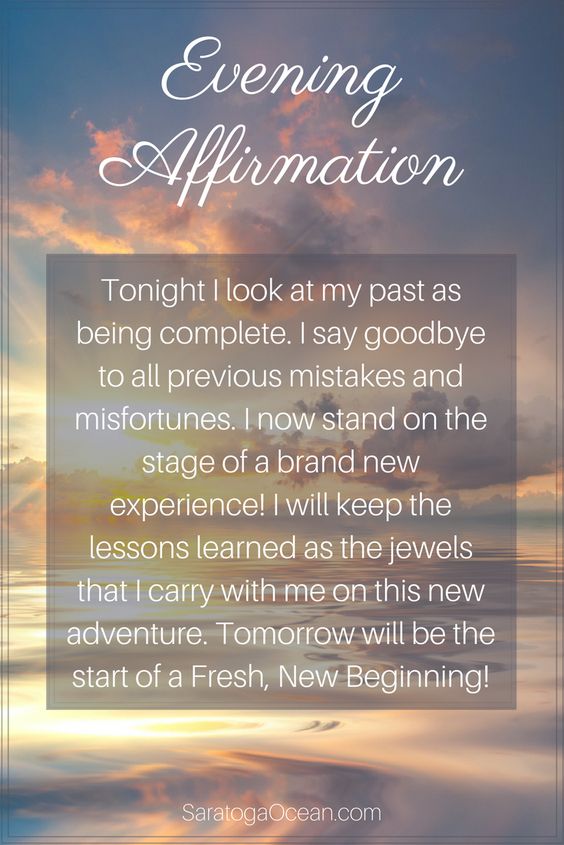 Evening
Affirmation
Tonight I look at my past as
being complete. I say goodbye
to all previous mistakes and
misfortunes. I now stand on the
stage of a brand new
experience! I will keep the
lessons learned as the jewels
that I carry with me on this new
adventure. Tomorrow will be the
start of a Fresh, New Beginning!
SaratogaOcean.com